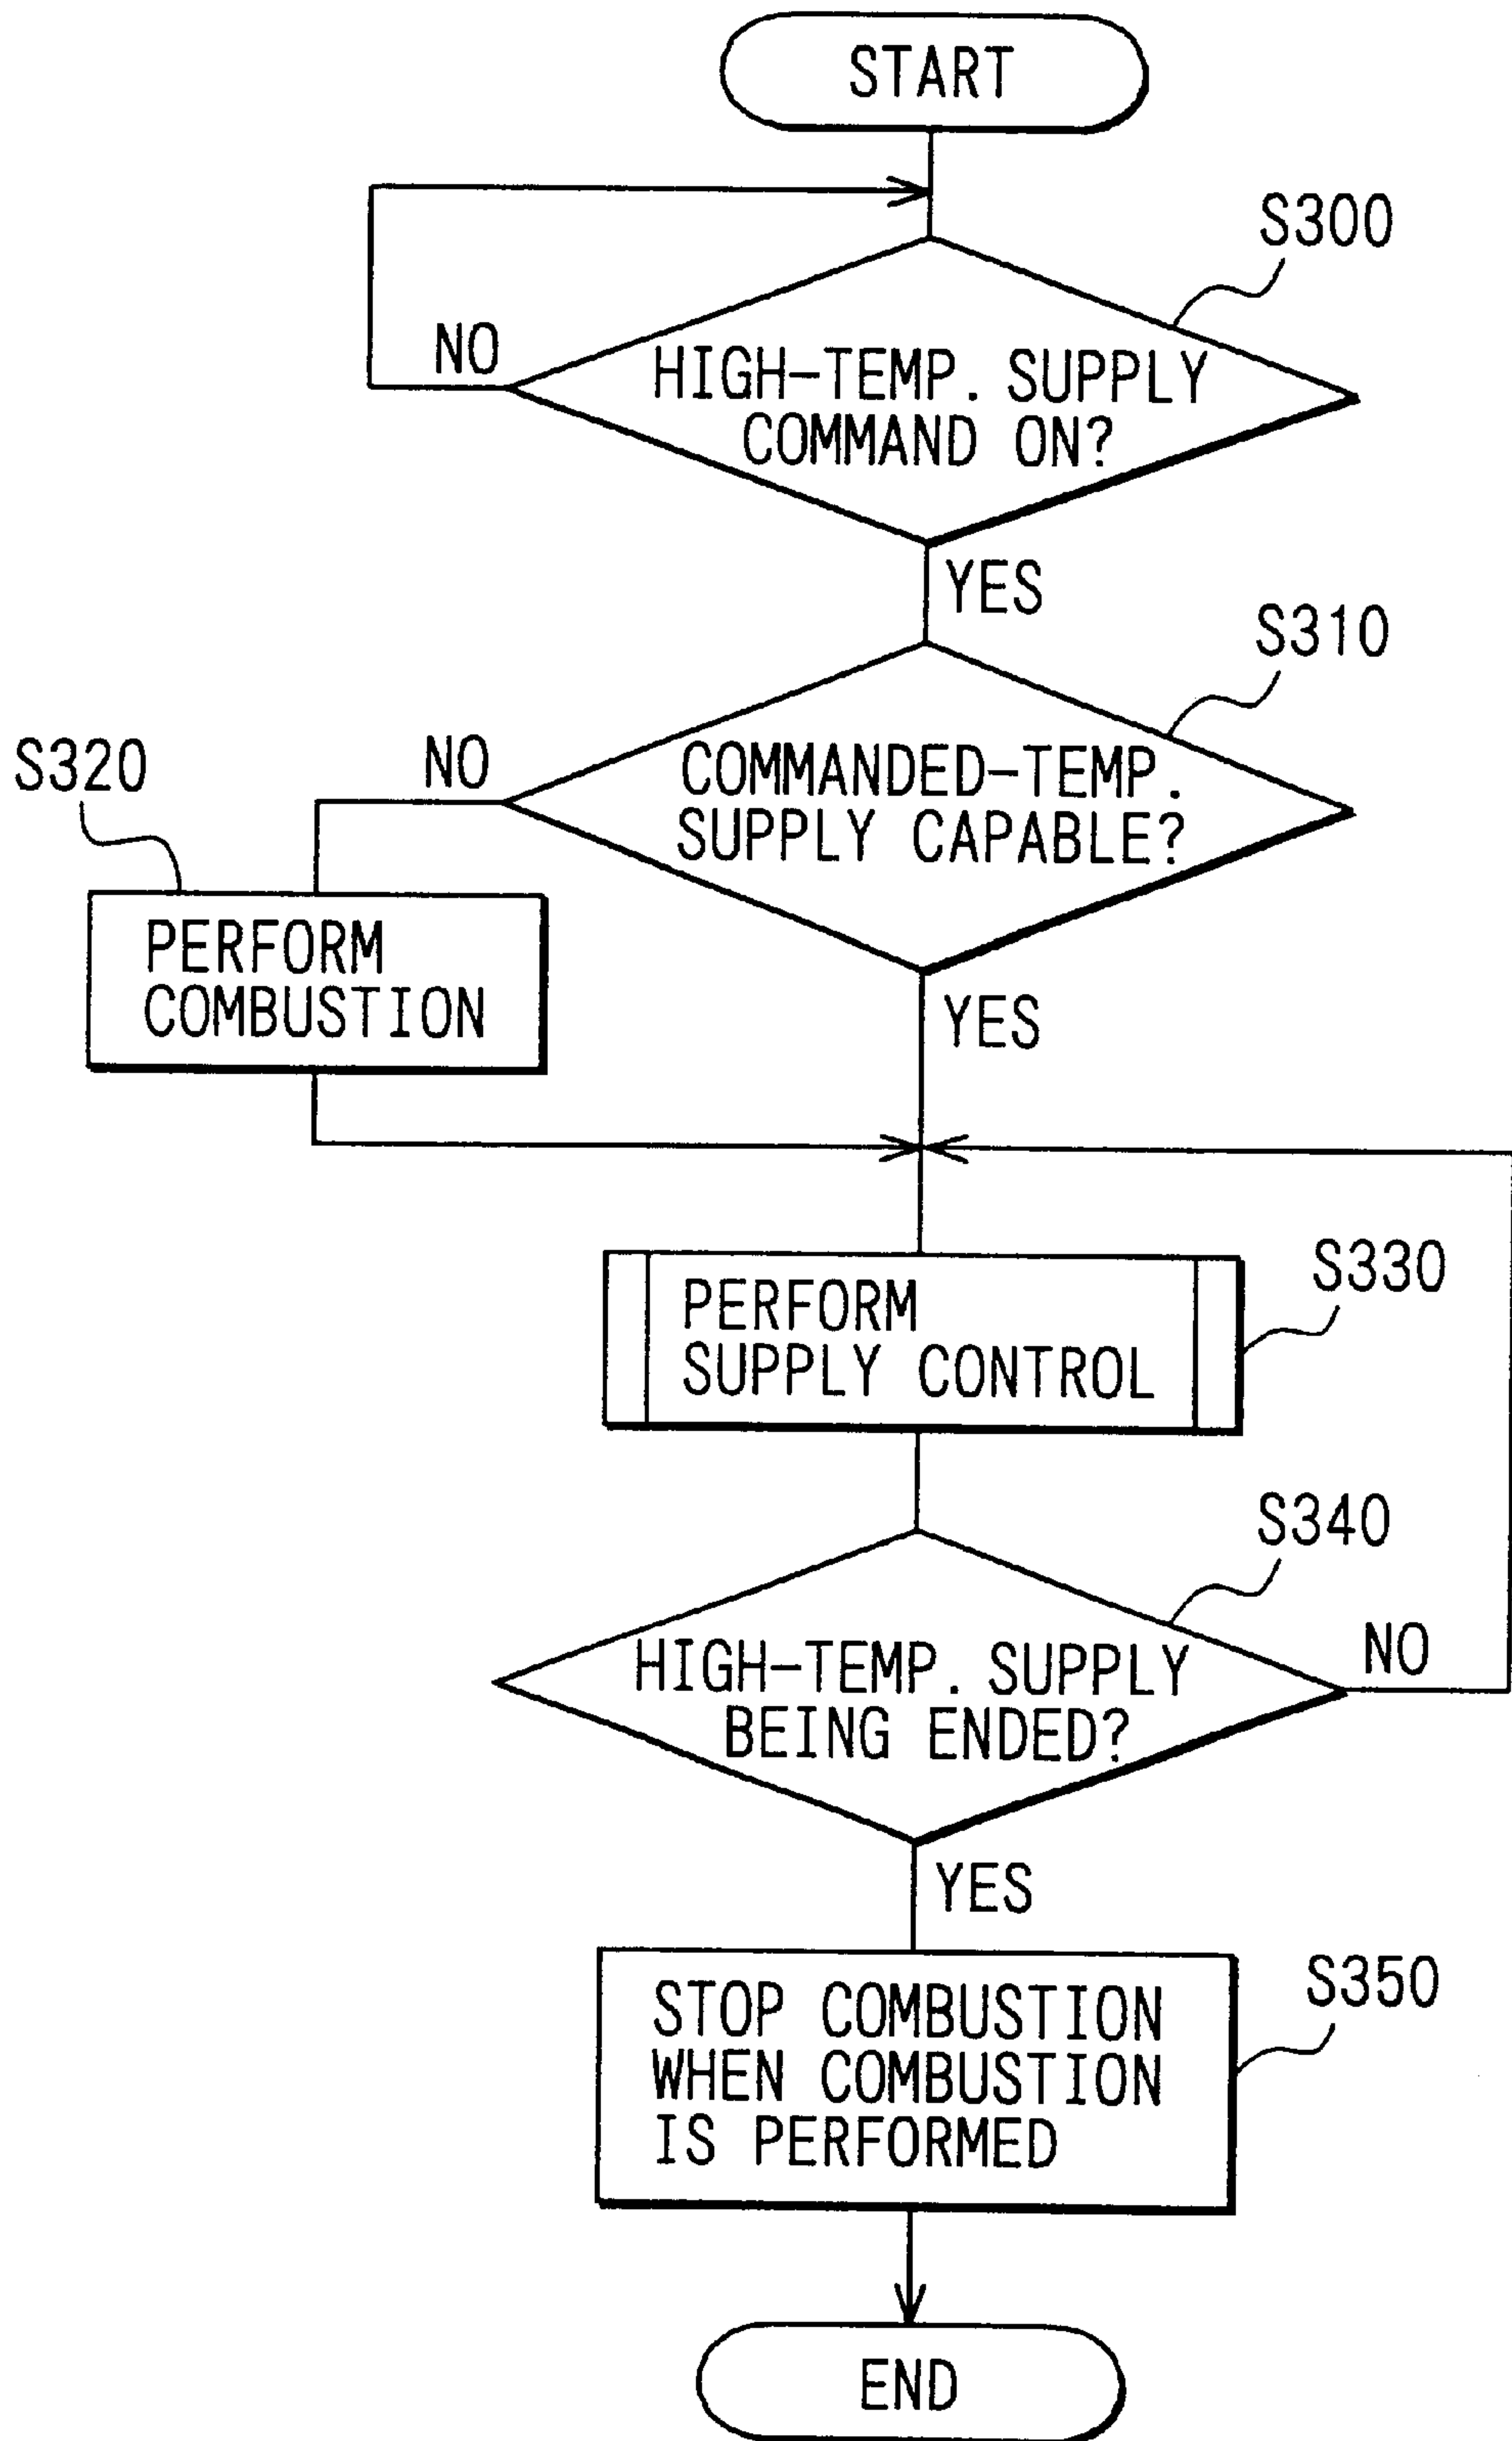 START
S300
NO
HIGH-TEMP. SUPPLY
COMMAND ON?
YES
S310
S320
NO
COMMANDED-TEMP.
SUPPLY CAPABLE?
PERFORM
COMBUSTION
YES
S330
PERFORM
SUPPLY CONTROL
S340
HIGH-TEMP. SUPPLY
BEING ENDED?
NO
YES
S350
STOP COMBUSTION
WHEN COMBUSTION
IS PERFORMED
END